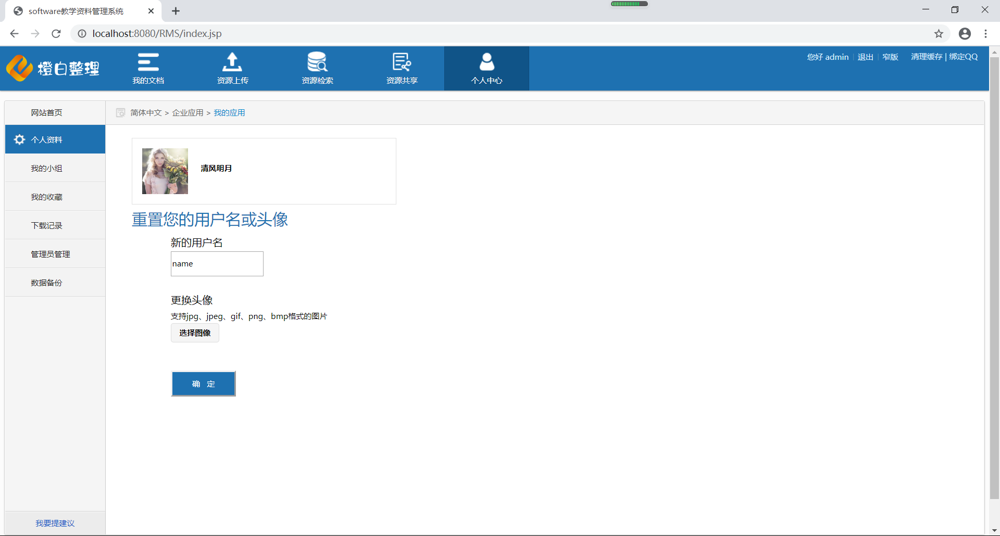 software教学资料管理系统
localhost:8080/RMS/index.jsp
橙白整理
我的文档
资源上传
资源检索
资源共享
个人中心
您好 admin 退出 窄版 清理缓存 | 绑定QQ
网站首页
个人资料
我的小组
我的收藏
下载记录
管理员管理
数据备份
我要提建议
简体中文 > 企业应用 > 我的应用
清风明月
重置您的用户名或头像
新的用户名
name
更换头像
支持jpg、jpeg、gif、png、bmp格式的图片
选择图像
确 定